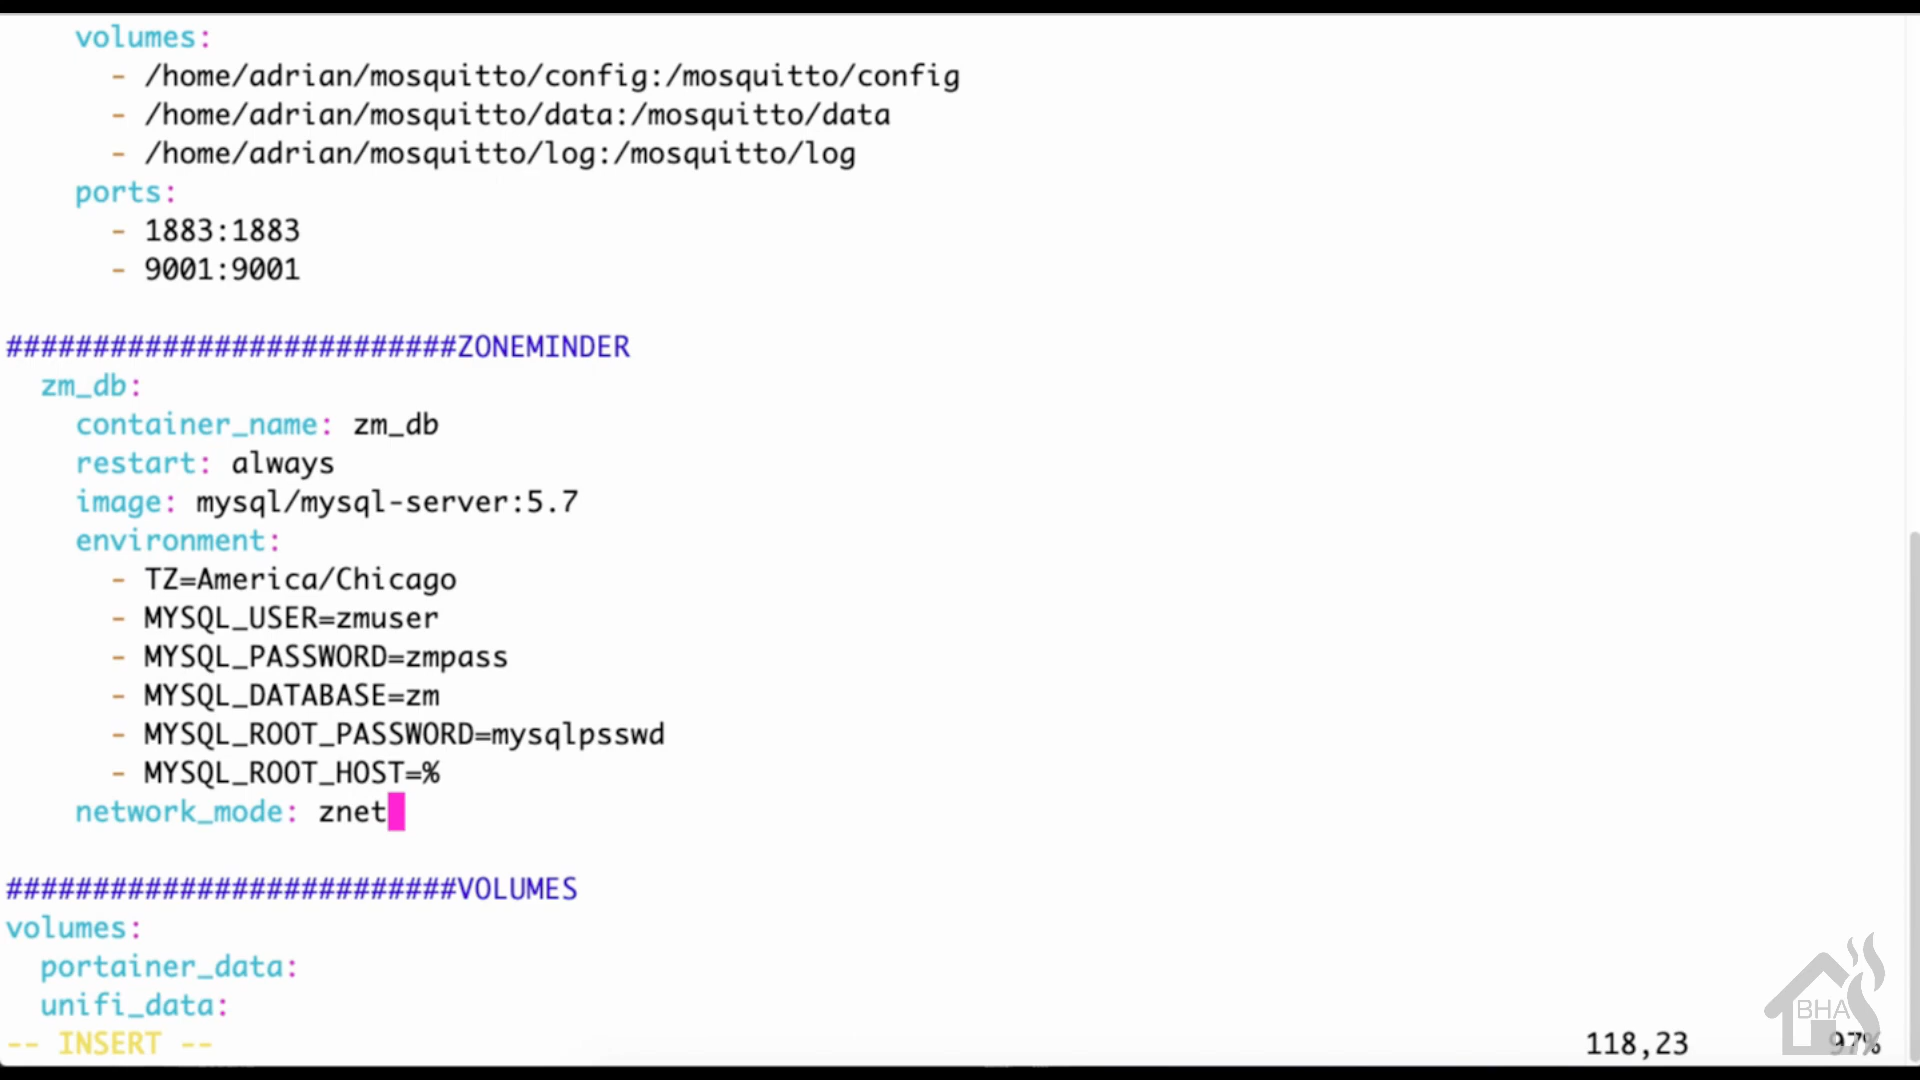 volumes:
- /home/adrian/mosquitto/config:/mosquitto/config
- /home/adrian/mosquitto/data:/mosquitto/data
- /home/adrian/mosquitto/log:/mosquitto/log
ports:
- 1883:1883
- 9001:9001
##########################ZONEMINDER
zm_db:
container_name: zm_db
restart: always
image: mysql/mysql-server:5.7
environment:
- TZ=America/Chicago
- MYSQL_USER=zmuser
- MYSQL_PASSWORD=zmpass
- MYSQL_DATABASE=zm
- MYSQL_ROOT_PASSWORD=mysqlpsswd
- MYSQL_ROOT_HOST=%
network_mode: znet
##########################VOLUMES
volumes:
portainer_data:
unifi_data:
BHA
-- INSERT -- 118,23 97%